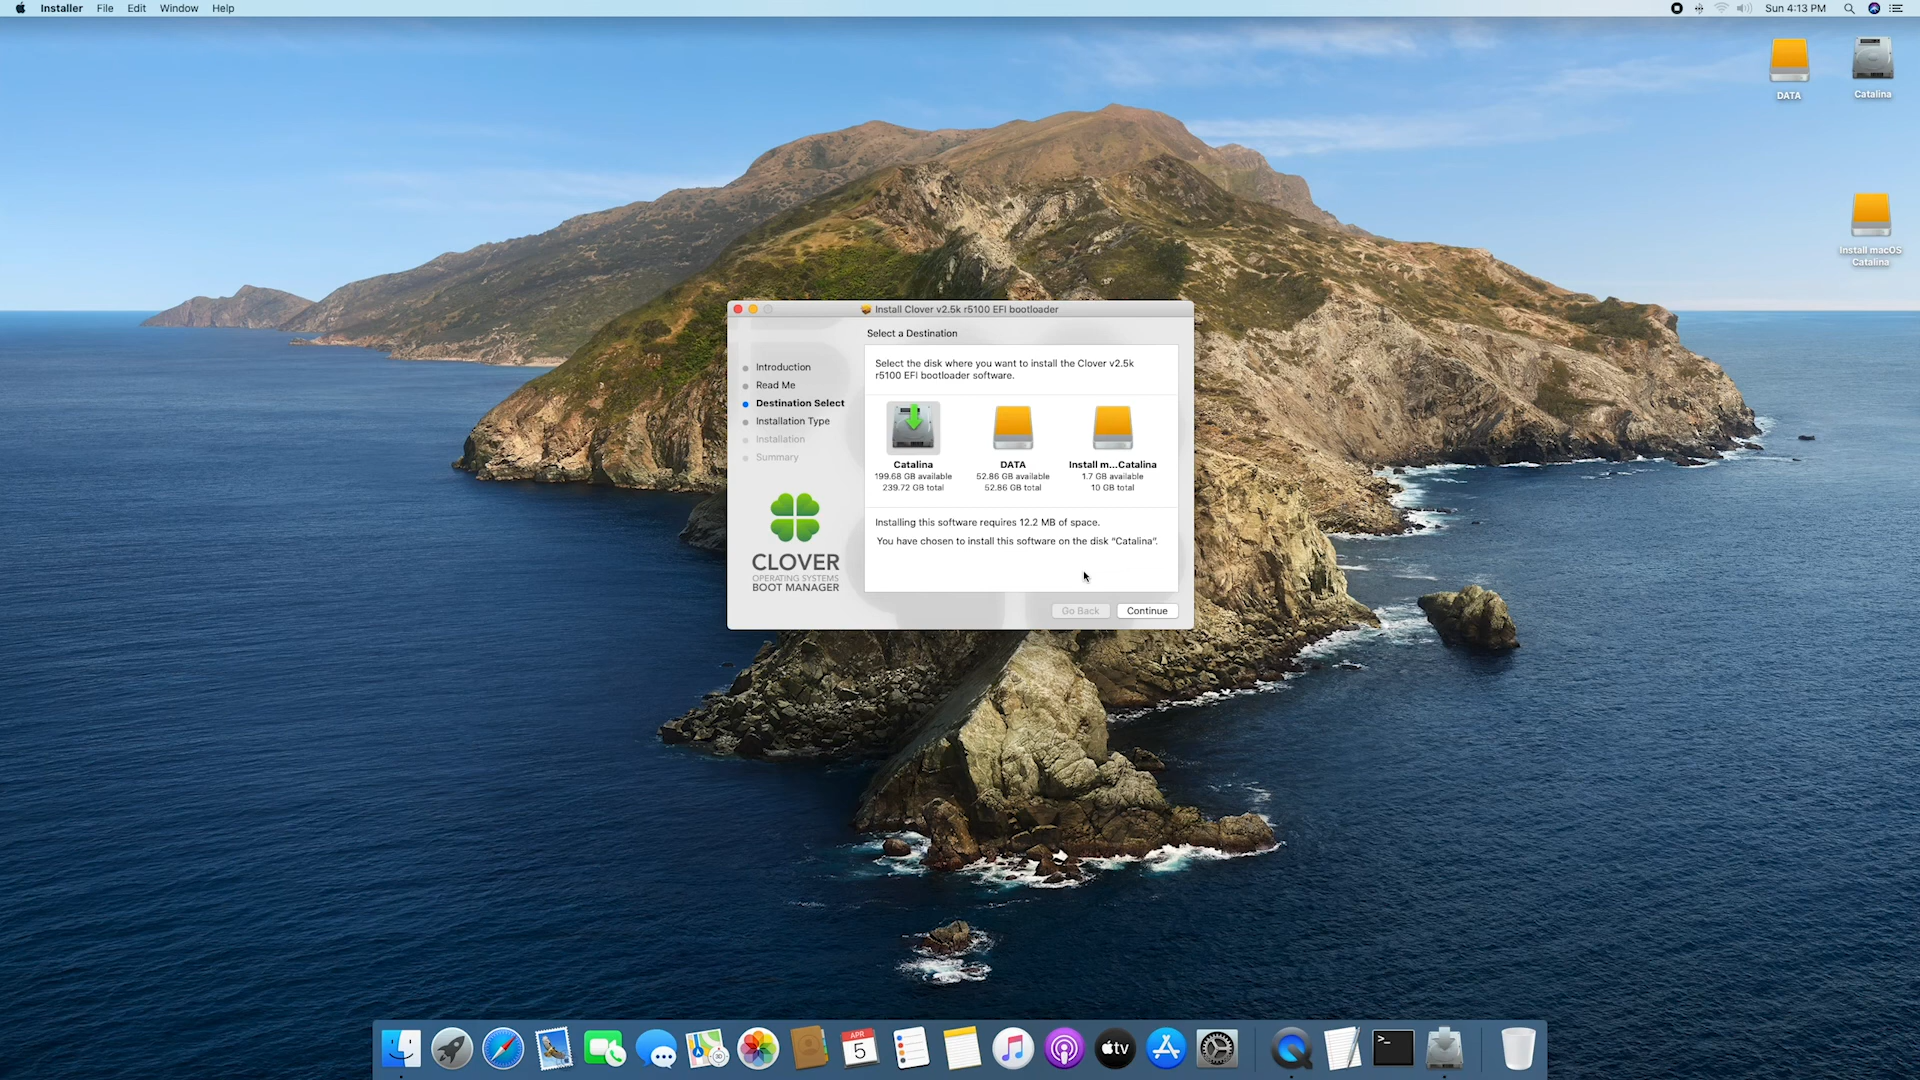 Installer File Edit Window Help
Sun 4:13 PM
DATA
Catalina
Install macOS
Catalina
Install Clover v2.5k r5100 EFI bootloader
Select a Destination
Introduction
Read Me
Destination Select
Installation Type
Installation
Summary
CLOVER
OPERATING SYSTEMS
BOOT MANAGER
Select the disk where you want to install the Clover v2.5k
r5100 EFI bootloader software.
Catalina
199.68 GB available
239.72 GB total
DATA
52.86 GB available
52.86 GB total
Install m...Catalina
1.7 GB available
10 GB total
Installing this software requires 12.2 MB of space.
You have chosen to install this software on the disk “Catalina”.
Go Back
Continue
APR
5
3D
tv
>_